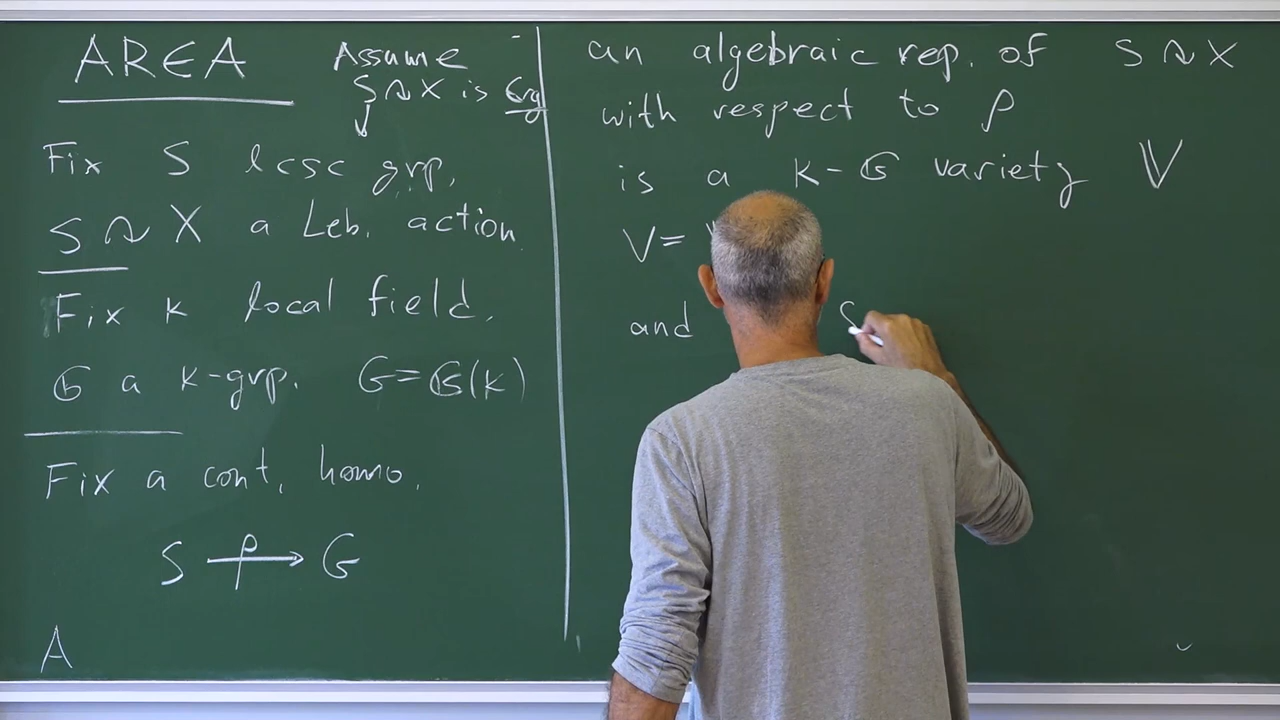 AREA
Assume
S ↷ X is Erg
Fix S lcsc grp.
S ↷ X a Leb. action
Fix k local field.
𝔾 a k-grp. G=𝔾(k)
Fix a cont. homo.
S →ρ G
A
an algebraic rep. of S ↷ X
with respect to ρ
is a k-𝔾 variety 𝕍
V=
and S